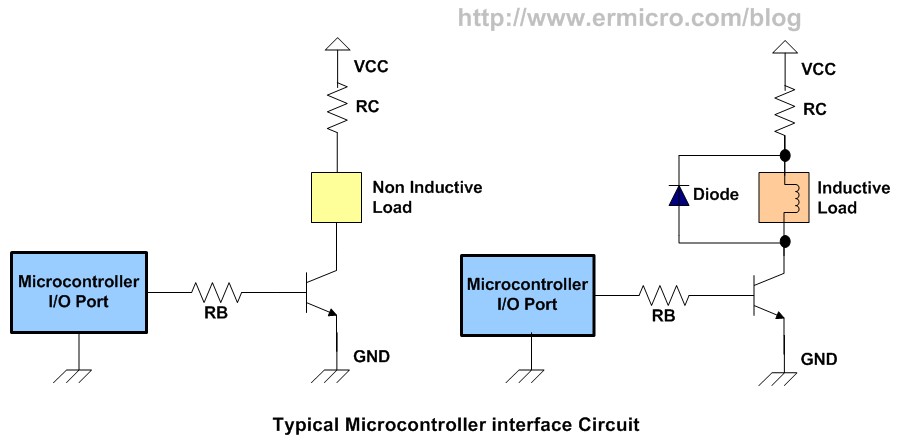 http://www.ermicro.com/blog
VCC
RC
Non Inductive
Load
Microcontroller
I/O Port
RB
GND
VCC
RC
Diode
Inductive
Load
Microcontroller
I/O Port
RB
GND
Typical Microcontroller interface Circuit